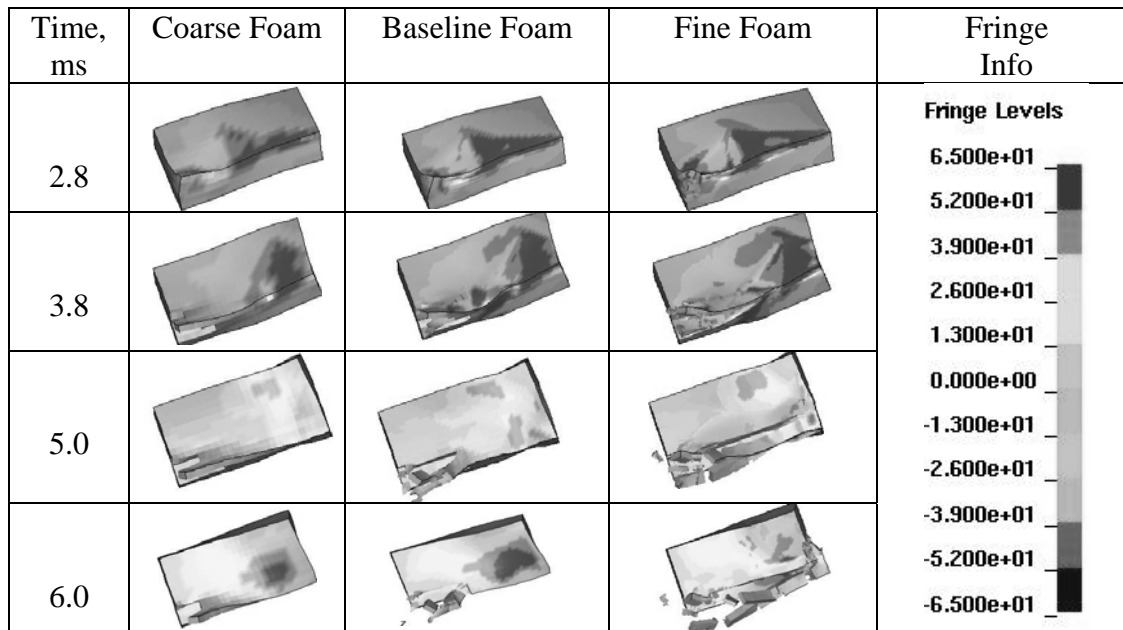 Time, ms
Coarse Foam
Baseline Foam
Fine Foam
Fringe Info
2.8
3.8
5.0
6.0
Fringe Levels
6.500e+01
5.200e+01
3.900e+01
2.600e+01
1.300e+01
0.000e+00
-1.300e+01
-2.600e+01
-3.900e+01
-5.200e+01
-6.500e+01